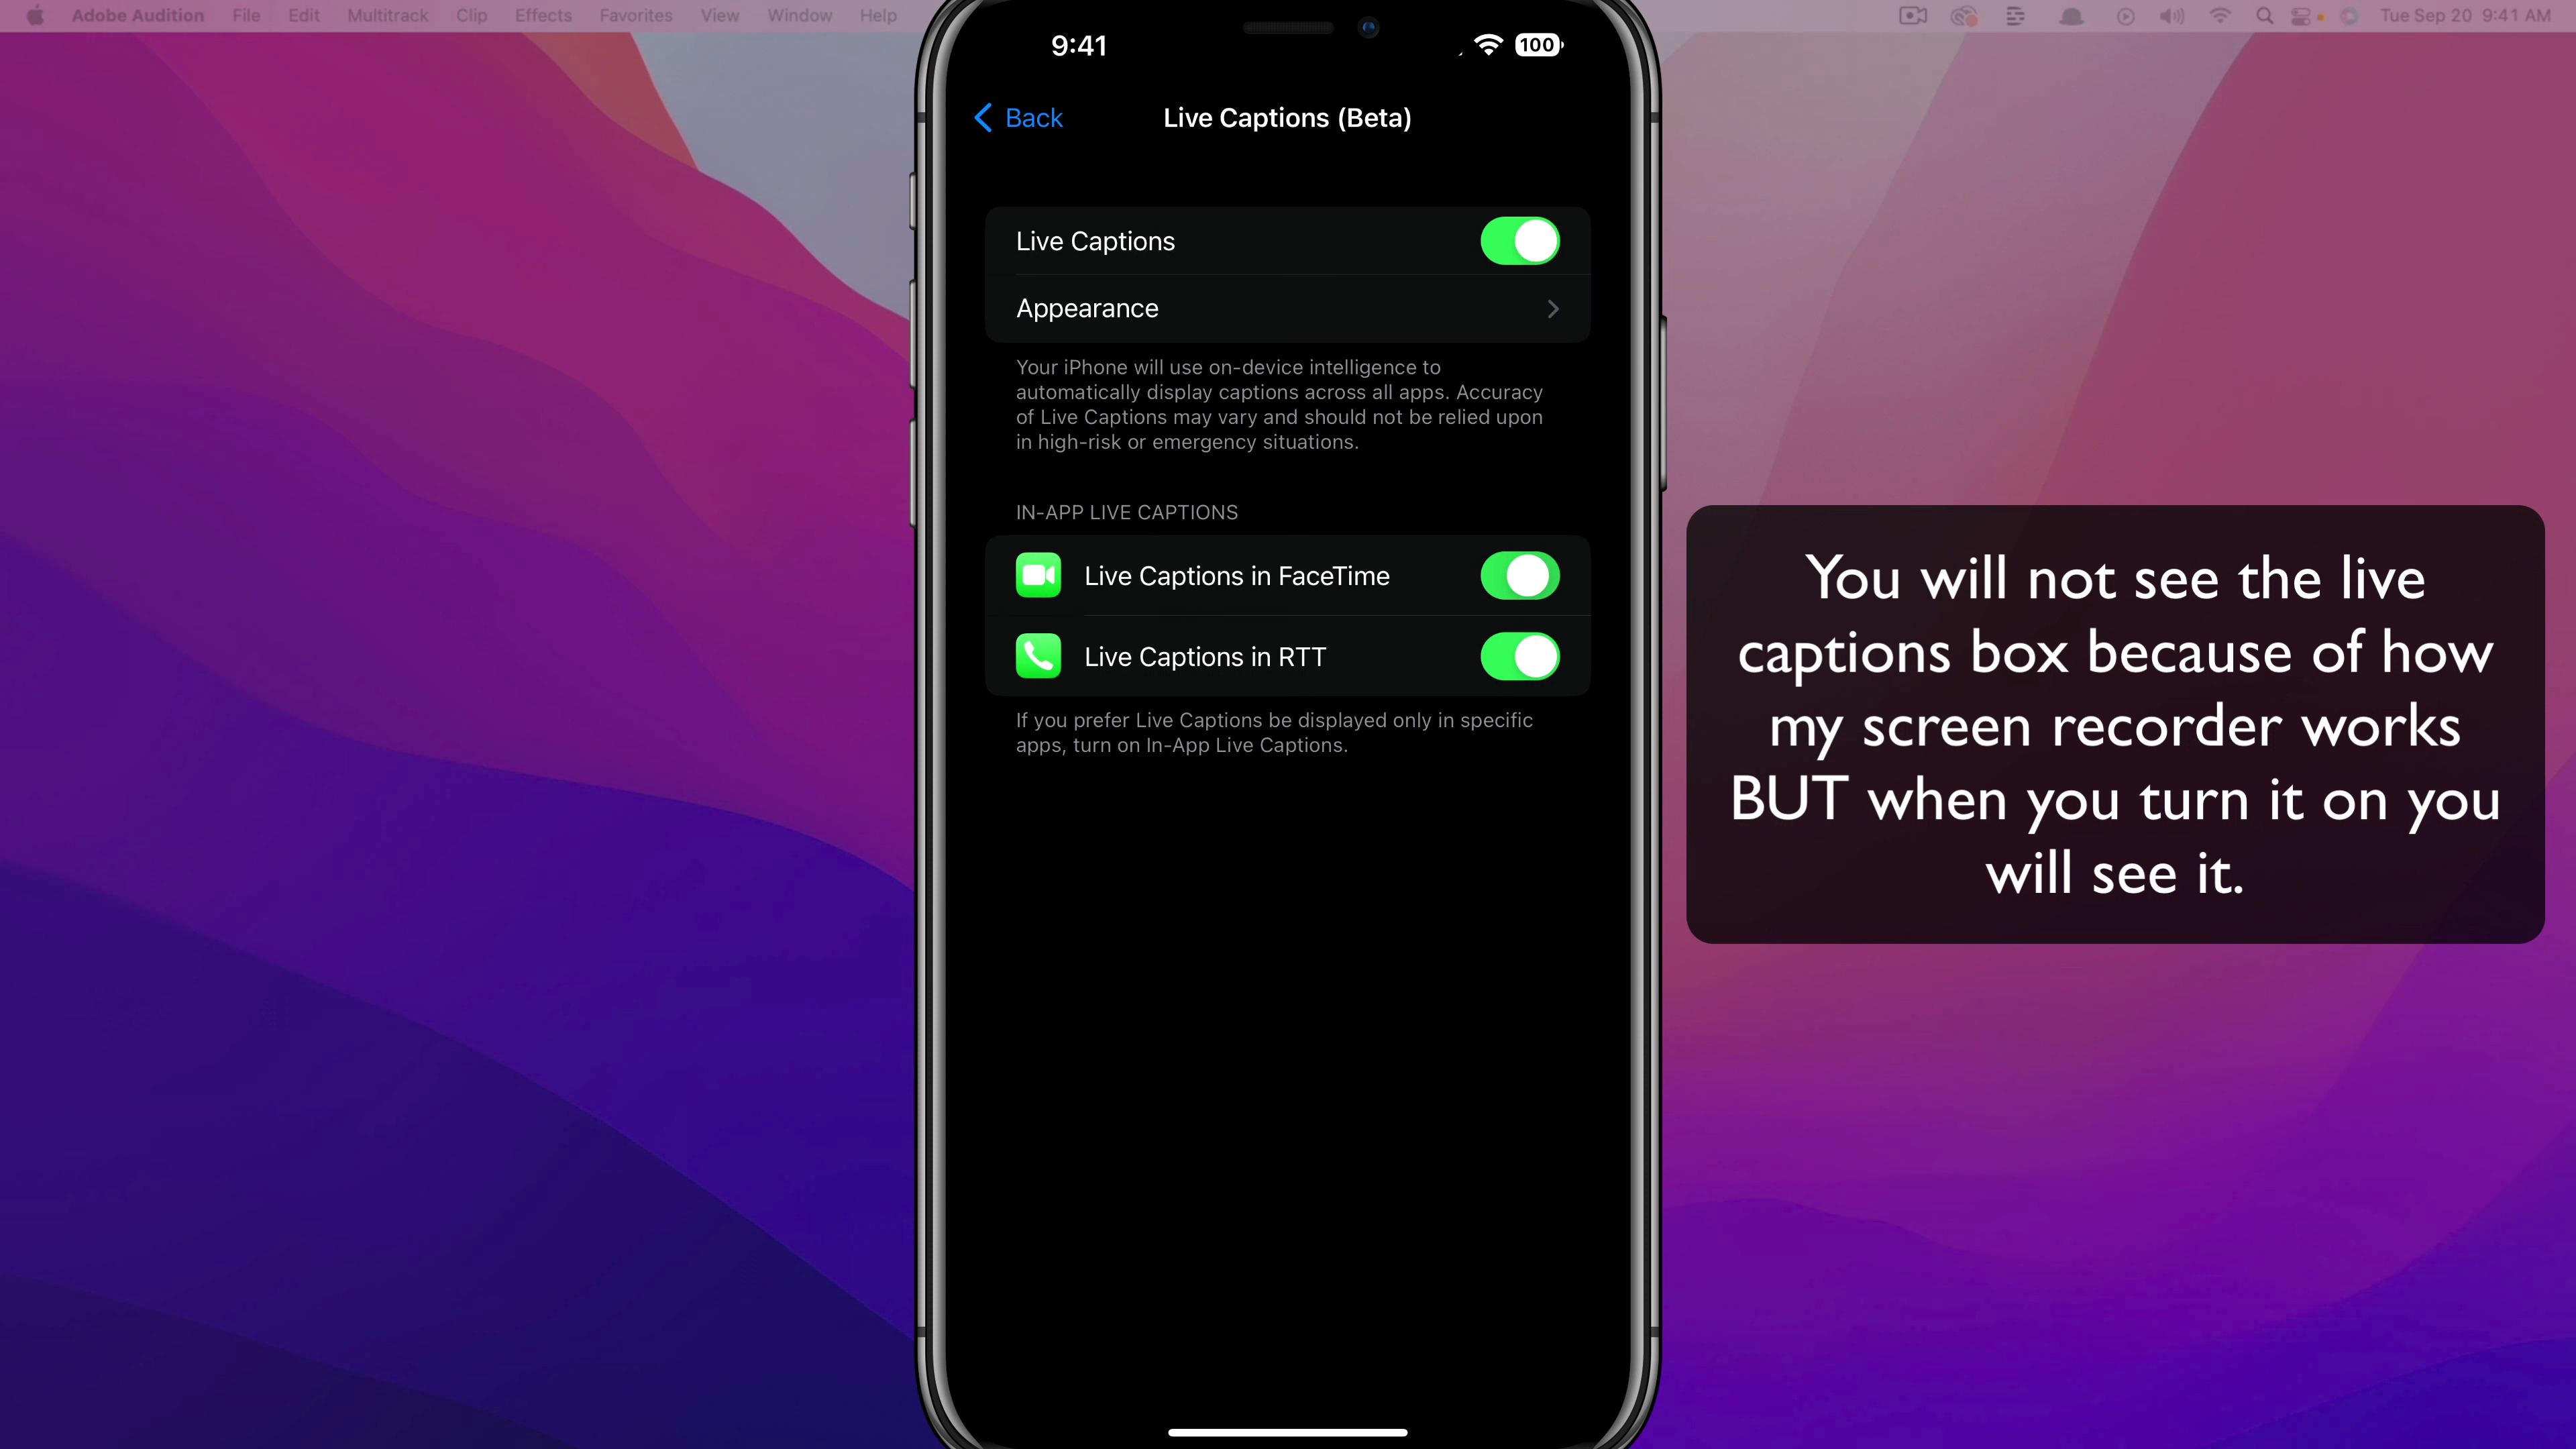 Adobe Audition File Edit Multitrack Clip Effects Favorites View Window Help Tue Sep 20 9:41 AM
9:41 100
Back Live Captions (Beta)
Live Captions
Appearance
Your iPhone will use on-device intelligence to
automatically display captions across all apps. Accuracy
of Live Captions may vary and should not be relied upon
in high-risk or emergency situations.
IN-APP LIVE CAPTIONS
Live Captions in FaceTime
Live Captions in RTT
If you prefer Live Captions be displayed only in specific
apps, turn on In-App Live Captions.
You will not see the live
captions box because of how
my screen recorder works
BUT when you turn it on you
will see it.